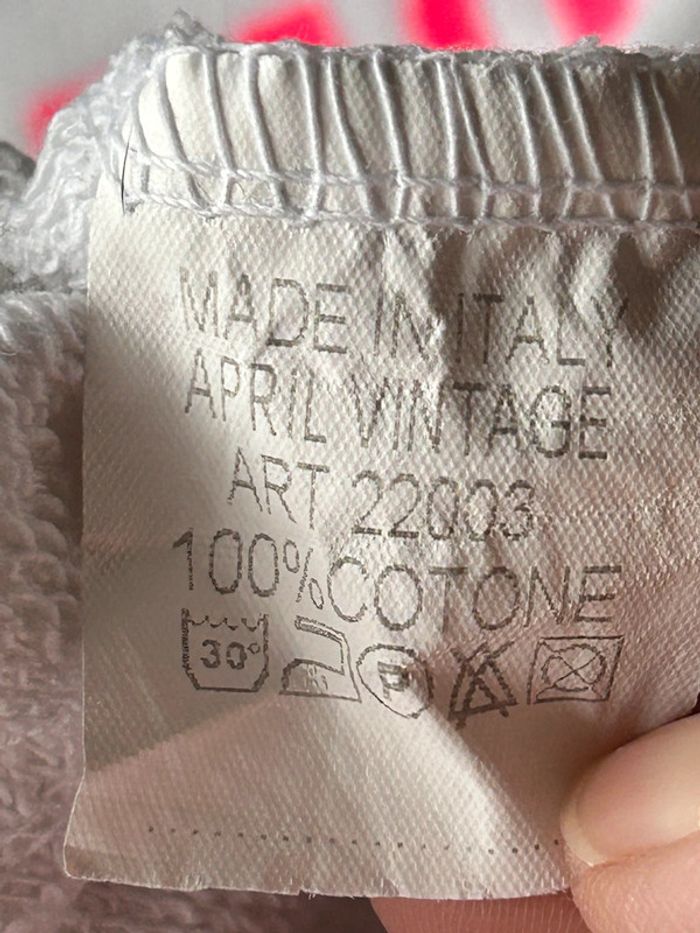 MADE IN ITALY
APRIL VINTAGE
ART 22003
100% COTONE
30° P A